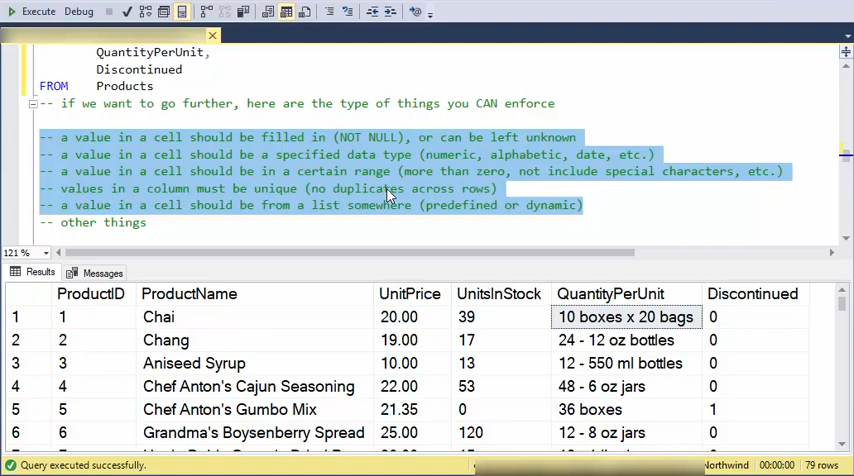 Execute Debug
QuantityPerUnit,
Discontinued
FROM Products
-- if we want to go further, here are the type of things you CAN enforce
-- a value in a cell should be filled in (NOT NULL), or can be left unknown
-- a value in a cell should be a specified data type (numeric, alphabetic, date, etc.)
-- a value in a cell should be in a certain range (more than zero, not include special characters, etc.)
-- values in a column must be unique (no duplicates across rows)
-- a value in a cell should be from a list somewhere (predefined or dynamic)
-- other things
121 %
Results Messages
ProductID ProductName UnitPrice UnitsInStock QuantityPerUnit Discontinued
1 1 Chai 20.00 39 10 boxes x 20 bags 0
2 2 Chang 19.00 17 24 - 12 oz bottles 0
3 3 Aniseed Syrup 10.00 13 12 - 550 ml bottles 0
4 4 Chef Anton's Cajun Seasoning 22.00 53 48 - 6 oz jars 0
5 5 Chef Anton's Gumbo Mix 21.35 0 36 boxes 1
6 6 Grandma's Boysenberry Spread 25.00 120 12 - 8 oz jars 0
Query executed successfully. Northwind 00:00:00 79 rows